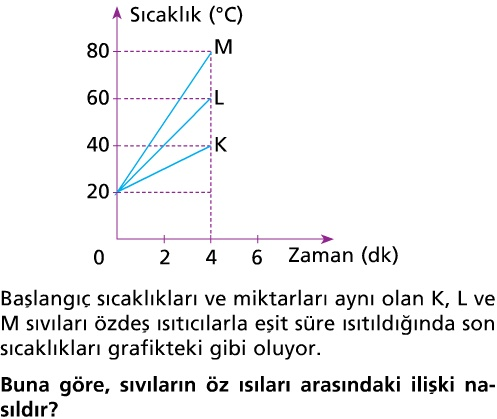 Sıcaklık (°C)
80
M
60
L
40
K
20
0
2
4
6
Zaman (dk)
Başlangıç sıcaklıkları ve miktarları aynı olan K, L ve
M sıvıları özdeş ısıtıcılarla eşit süre ısıtıldığında son
sıcaklıkları grafikteki gibi oluyor.
Buna göre, sıvıların öz ısıları arasındaki ilişki na-
sıldır?